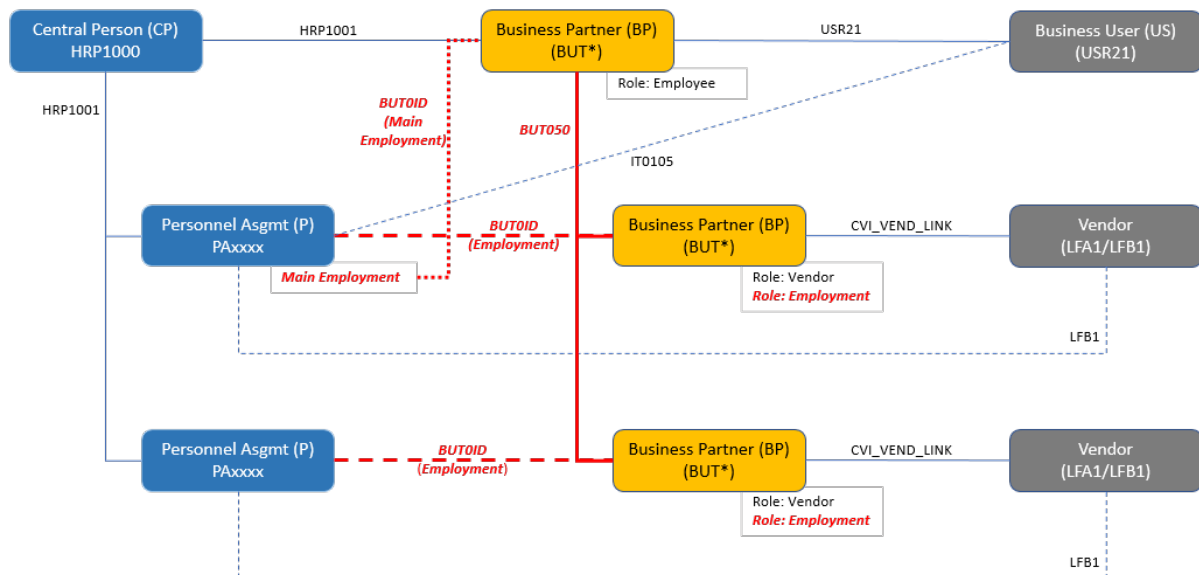 Central Person (CP)
HRP1000
HRP1001
Business Partner (BP)
(BUT*)
USR21
Business User (US)
(USR21)
Role: Employee
HRP1001
BUT0ID
(Main
Employment)
BUT050
IT0105
Personnel Asgmt (P)
PAxxxx
BUT0ID
(Employment)
Business Partner (BP)
(BUT*)
CVI_VEND_LINK
Vendor
(LFA1/LFB1)
Main Employment
Role: Vendor
Role: Employment
LFB1
Personnel Asgmt (P)
PAxxxx
BUT0ID
(Employment)
Business Partner (BP)
(BUT*)
CVI_VEND_LINK
Vendor
(LFA1/LFB1)
Role: Vendor
Role: Employment
LFB1